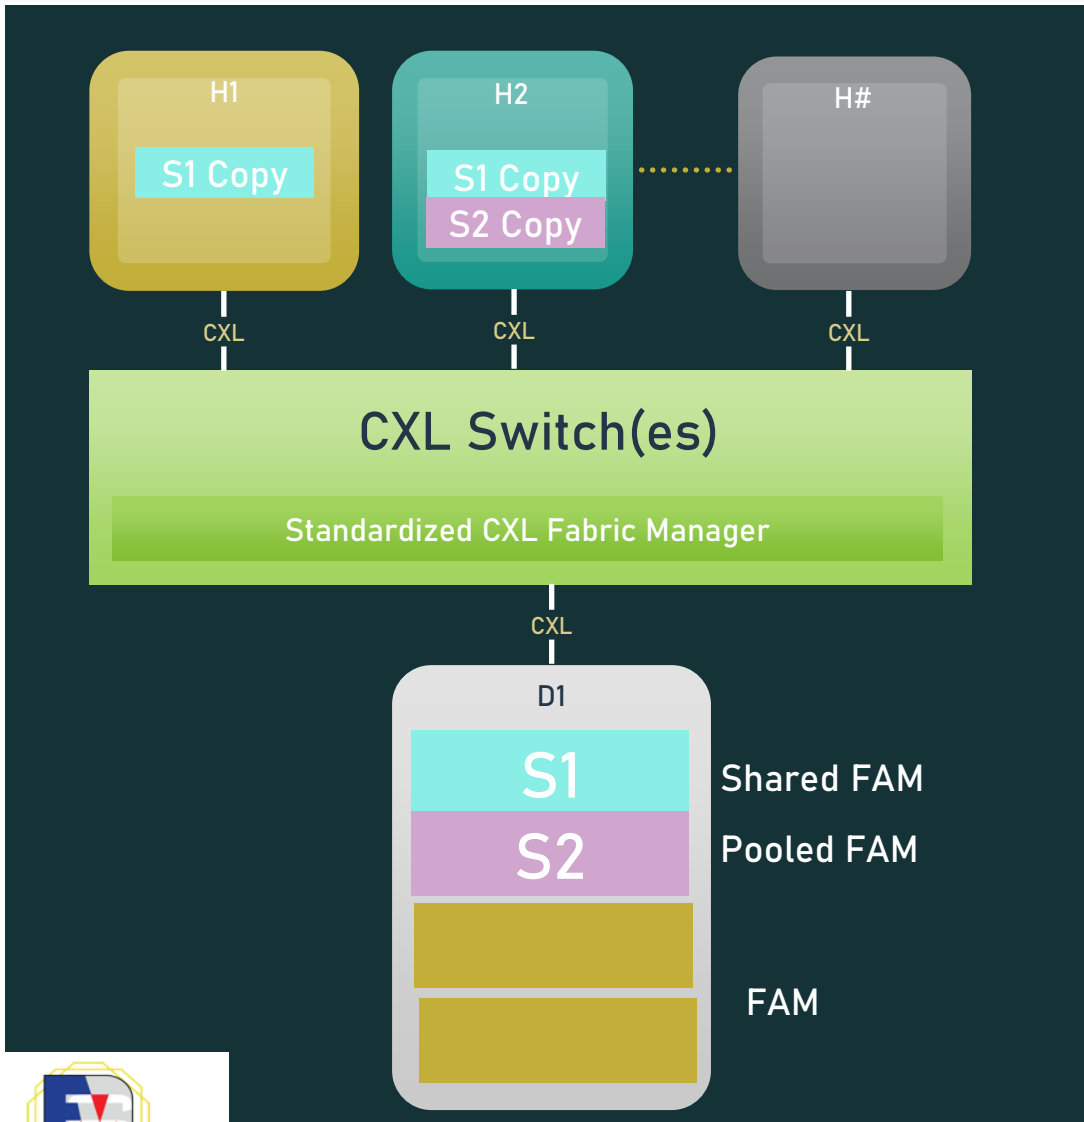 H1
H2
H#
S1 Copy
S1 Copy
S2 Copy
CXL
CXL
CXL
CXL Switch(es)
Standardized CXL Fabric Manager
CXL
D1
S1
Shared FAM
S2
Pooled FAM
FAM